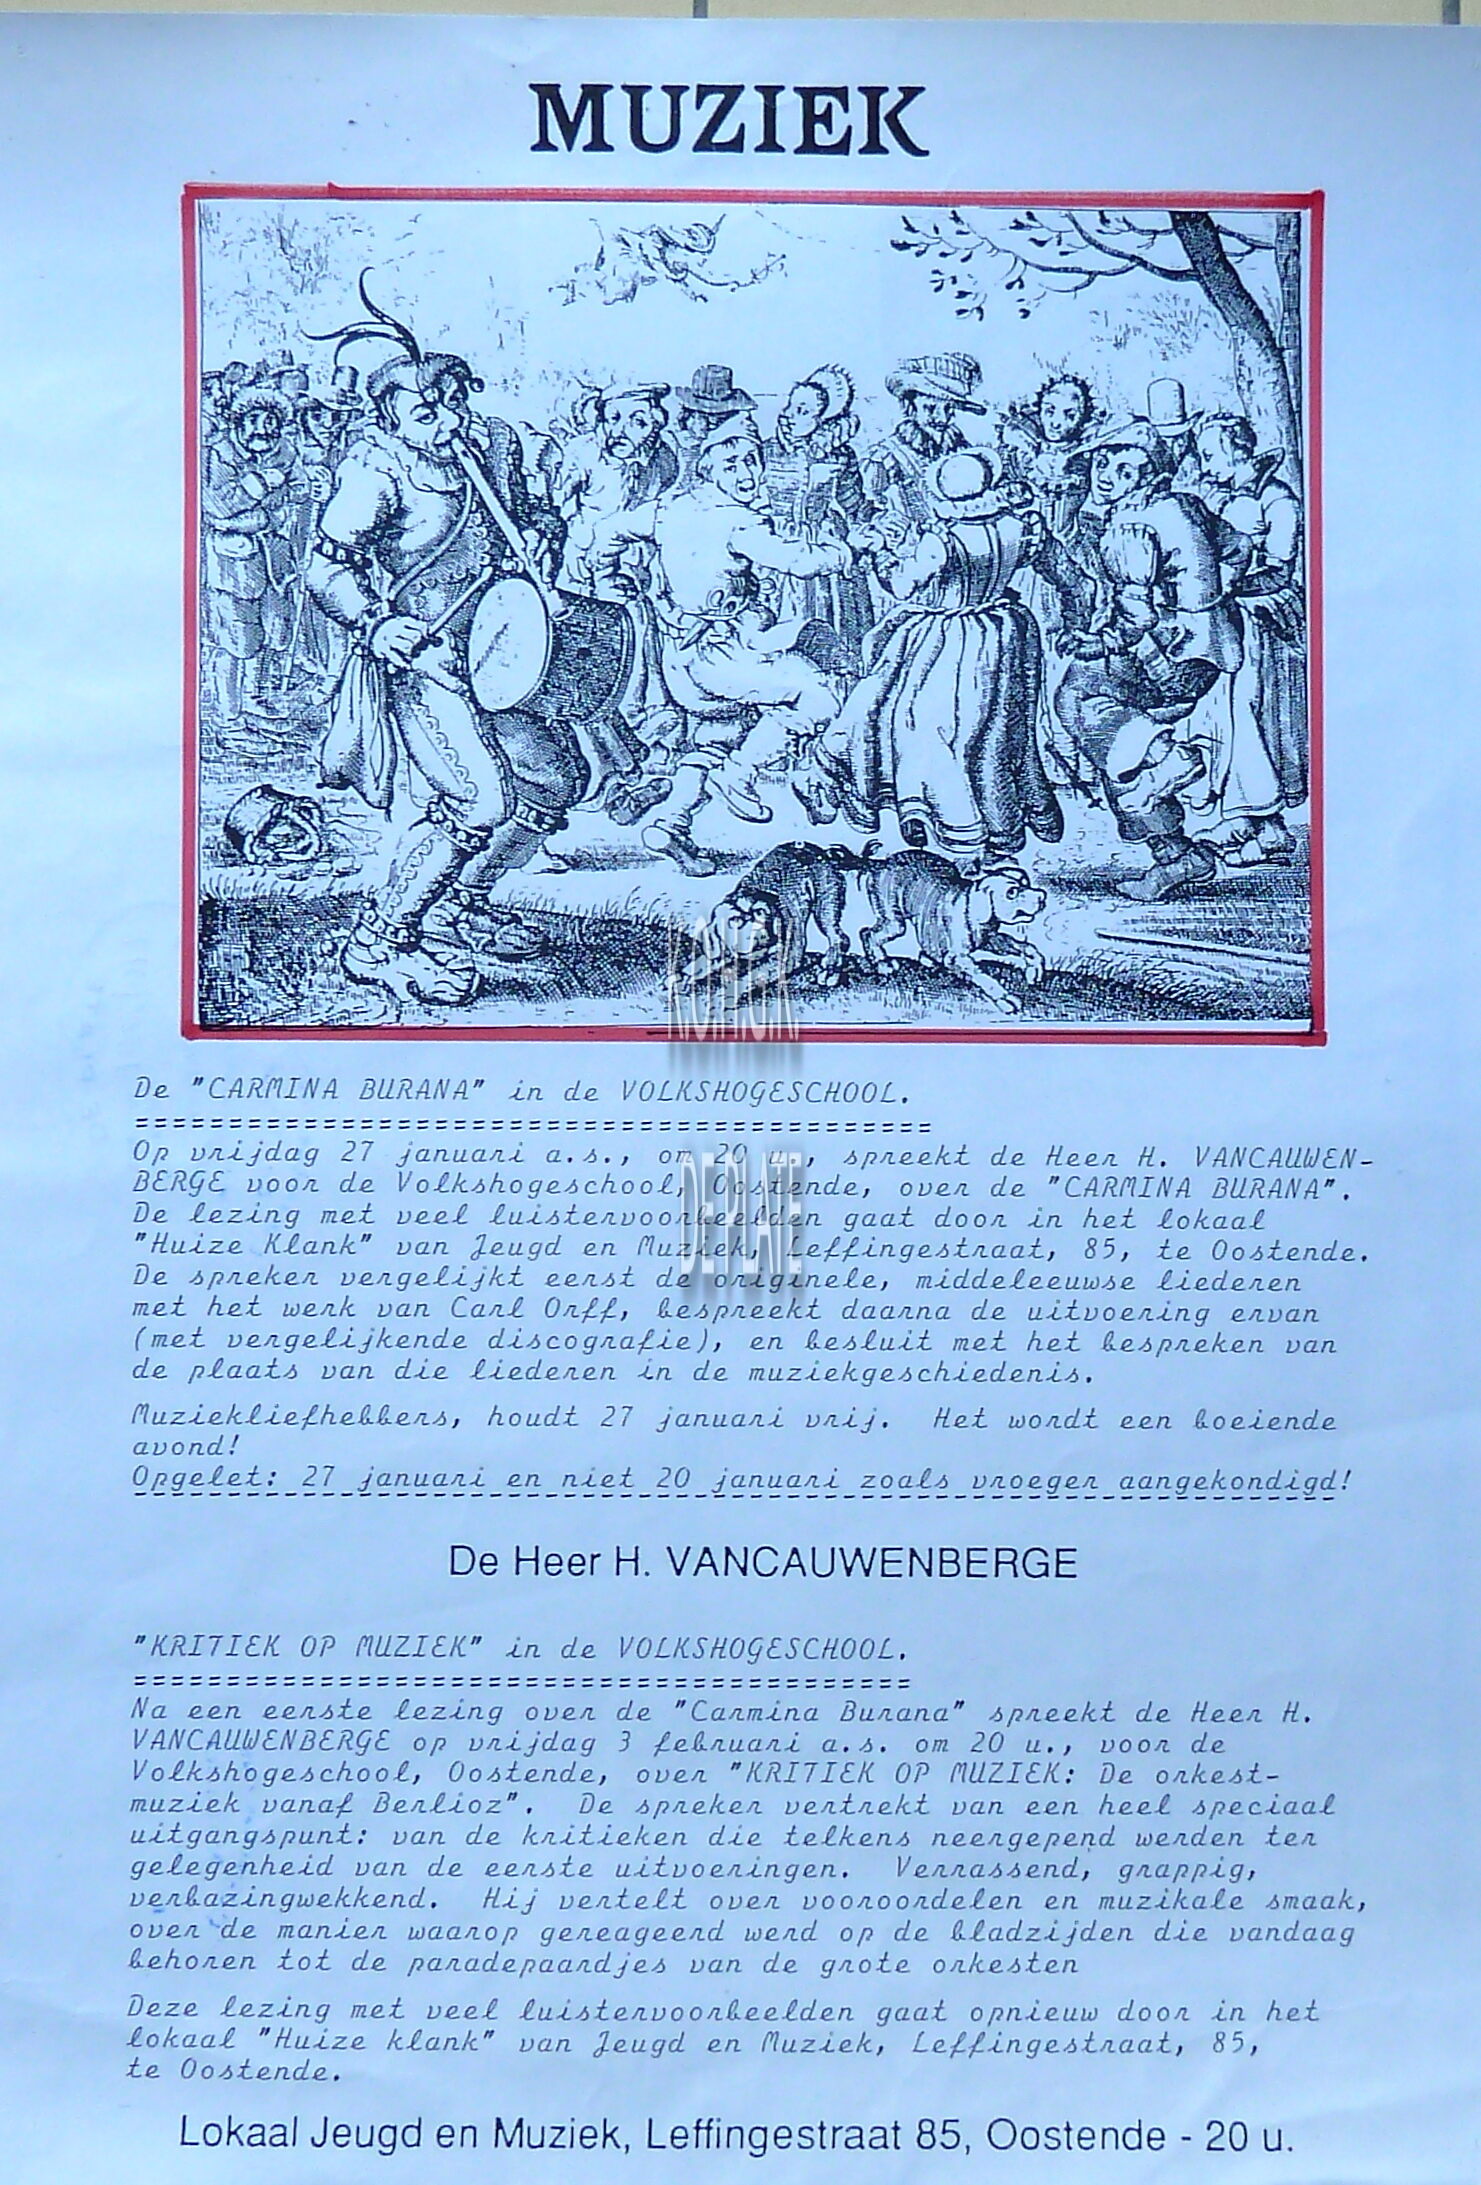 MUZIEK
KONGK
DEPLATE
De "CARMINA BURANA" in de VOLKSHOGESCHOOL.
===========================================
Op vrijdag 27 januari a.s., om 20 u., spreekt de Heer H. VANCAUWEN-
BERGE voor de Volkshogeschool, Oostende, over de "CARMINA BURANA".
De lezing met veel luistervoorbeelden gaat door in het lokaal
"Huize Klank" van Jeugd en Muziek, Leffingestraat, 85, te Oostende.
De spreker vergelijkt eerst de originele, middeleeuwse liederen
met het werk van Carl Orff, bespreekt daarna de uitvoering ervan
(met vergelijkende discografie), en besluit met het bespreken van
de plaats van die liederen in de muziekgeschiedenis.
Muziekliefhebbers, houdt 27 januari vrij. Het wordt een boeiende
avond!
Opgelet: 27 januari en niet 20 januari zoals vroeger aangekondigd!
De Heer H. VANCAUWENBERGE
"KRITIEK OP MUZIEK" in de VOLKSHOGESCHOOL.
==========================================
Na een eerste lezing over de "Carmina Burana" spreekt de Heer H.
VANCAUWENBERGE op vrijdag 3 februari a.s. om 20 u., voor de
Volkshogeschool, Oostende, over "KRITIEK OP MUZIEK: De orkest-
muziek vanaf Berlioz". De spreker vertrekt van een heel speciaal
uitgangspunt: van de kritieken die telkens neergepend werden ter
gelegenheid van de eerste uitvoeringen. Verrassend, grappig,
verbazingwekkend. Hij vertelt over vooroordelen en muzikale smaak,
over de manier waarop gereageerd werd op de bladzijden die vandaag
behoren tot de paradepaardjes van de grote orkesten
Deze lezing met veel luistervoorbeelden gaat opnieuw door in het
lokaal "Huize klank" van Jeugd en Muziek, Leffingestraat, 85,
te Oostende.
Lokaal Jeugd en Muziek, Leffingestraat 85, Oostende - 20 u.